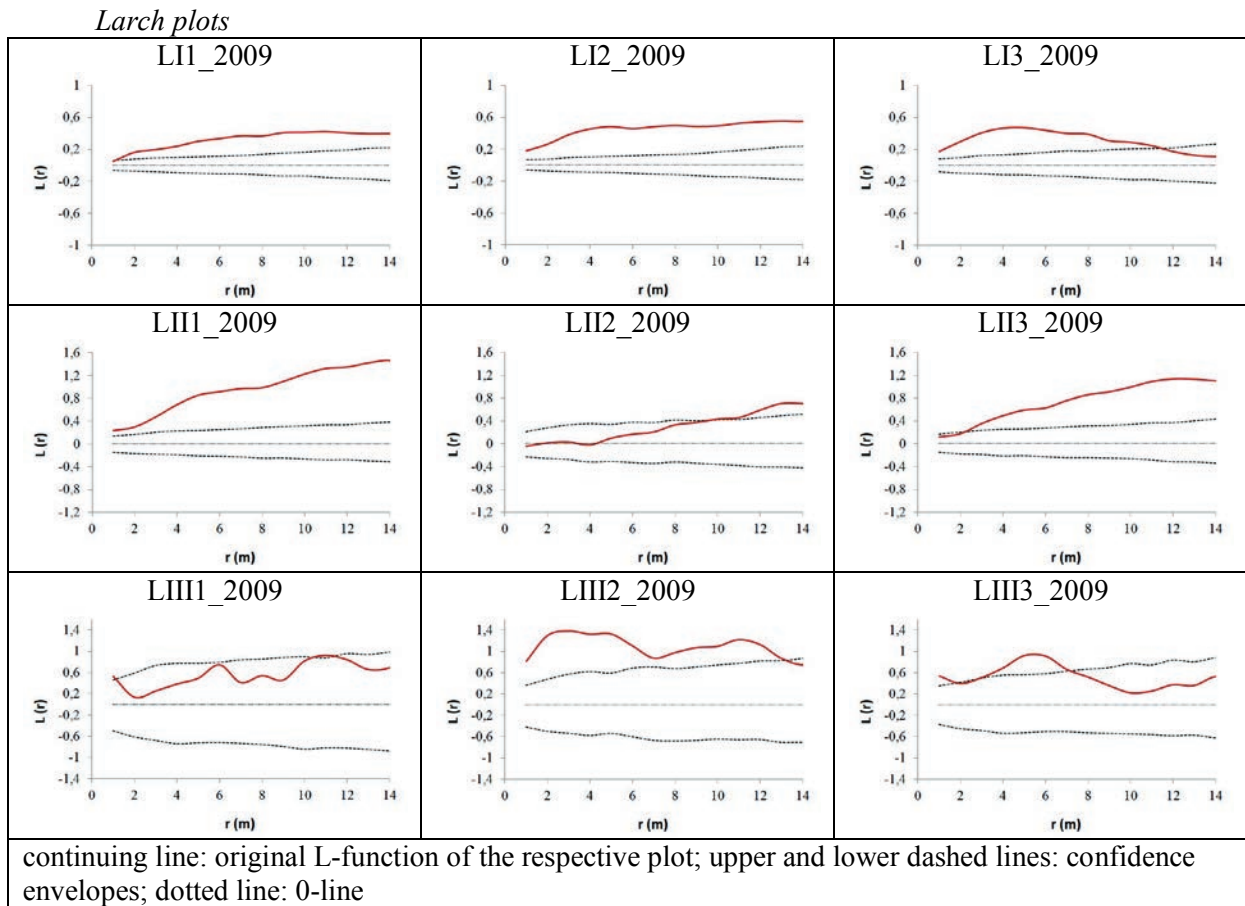 Larch plots
LI1_2009
1
0,6
0,2
-0,2
-0,6
-1
L (r)
0 2 4 6 8 10 12 14
r (m)
LI2_2009
1
0,6
0,2
-0,2
-0,6
-1
L (r)
0 2 4 6 8 10 12 14
r (m)
LI3_2009
1
0,6
0,2
-0,2
-0,6
-1
L (r)
0 2 4 6 8 10 12 14
r (m)
LII1_2009
1,6
1,2
0,8
0,4
0
-0,4
-0,8
-1,2
L (r)
0 2 4 6 8 10 12 14
r (m)
LII2_2009
1,6
1,2
0,8
0,4
0
-0,4
-0,8
-1,2
L (r)
0 2 4 6 8 10 12 14
r (m)
LII3_2009
1,6
1,2
0,8
0,4
0
-0,4
-0,8
-1,2
L (r)
0 2 4 6 8 10 12 14
r (m)
LIII1_2009
1,4
1
0,6
0,2
-0,2
-0,6
-1
-1,4
L (r)
0 2 4 6 8 10 12 14
r (m)
LIII2_2009
1,4
1
0,6
0,2
-0,2
-0,6
-1
-1,4
L (r)
0 2 4 6 8 10 12 14
r (m)
LIII3_2009
1,4
1
0,6
0,2
-0,2
-0,6
-1
-1,4
L (r)
0 2 4 6 8 10 12 14
r (m)
continuing line: original L-function of the respective plot; upper and lower dashed lines: confidence
envelopes; dotted line: 0-line